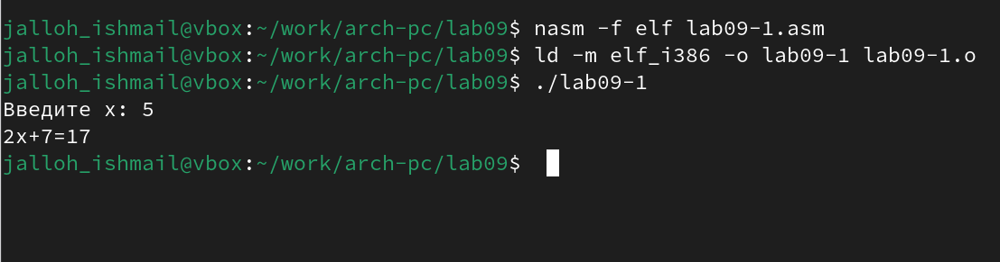 jalloh_ishmail@vbox:~/work/arch-pc/lab09$ nasm -f elf lab09-1.asm
jalloh_ishmail@vbox:~/work/arch-pc/lab09$ ld -m elf_i386 -o lab09-1 lab09-1.o
jalloh_ishmail@vbox:~/work/arch-pc/lab09$ ./lab09-1
Введите x: 5
2x+7=17
jalloh_ishmail@vbox:~/work/arch-pc/lab09$